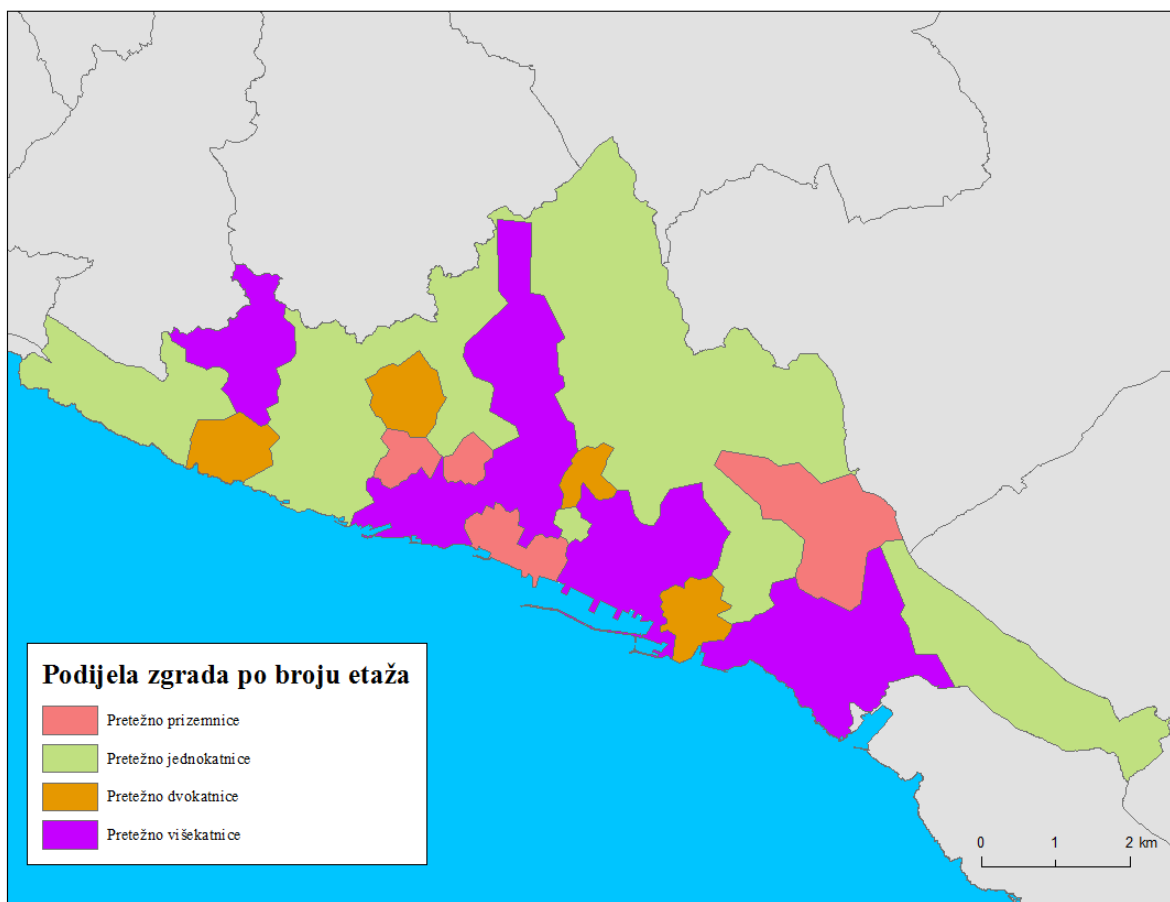 Podijela zgrada po broju etaža
Pretežno prizemnice
Pretežno jednokatnice
Pretežno dvokatnice
Pretežno višekatnice
0 1 2 km